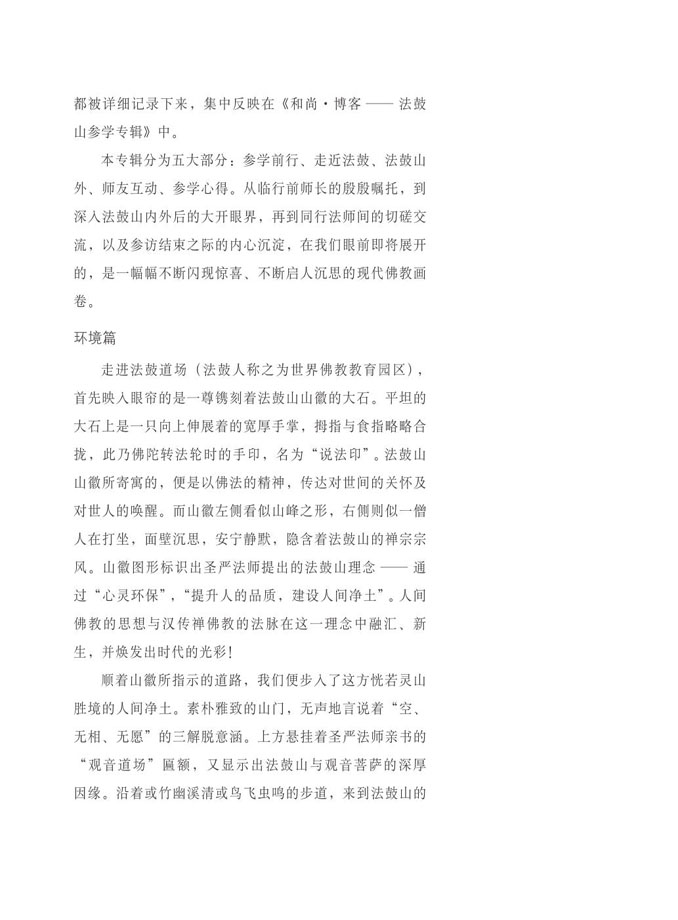 都被详细记录下来，集中反映在《和尚·博客 —— 法鼓
山参学专辑》中。
本专辑分为五大部分：参学前行、走近法鼓、法鼓山
外、师友互动、参学心得。从临行前师长的殷殷嘱托，到
深入法鼓山内外后的大开眼界，再到同行法师间的切磋交
流，以及参访结束之际的内心沉淀，在我们眼前即将展开
的，是一幅幅不断闪现惊喜、不断启人沉思的现代佛教画
卷。
环境篇
走进法鼓道场（法鼓人称之为世界佛教教育园区），
首先映入眼帘的是一尊镌刻着法鼓山山徽的大石。平坦的
大石上是一只向上伸展着的宽厚手掌，拇指与食指略略合
拢，此乃佛陀转法轮时的手印，名为“说法印”。法鼓山
山徽所寄寓的，便是以佛法的精神，传达对世间的关怀及
对世人的唤醒。而山徽左侧看似山峰之形，右侧则似一僧
人在打坐，面壁沉思，安宁静默，隐含着法鼓山的禅宗宗
风。山徽图形标识出圣严法师提出的法鼓山理念 —— 通
过“心灵环保”，“提升人的品质，建设人间净土”。人间
佛教的思想与汉传禅佛教的法脉在这一理念中融汇、新
生，并焕发出时代的光彩！
顺着山徽所指示的道路，我们便步入了这方恍若灵山
胜境的人间净土。素朴雅致的山门，无声地言说着“空、
无相、无愿”的三解脱意涵。上方悬挂着圣严法师亲书的
“观音道场”匾额，又显示出法鼓山与观音菩萨的深厚
因缘。沿着或竹幽溪清或鸟飞虫鸣的步道，来到法鼓山的